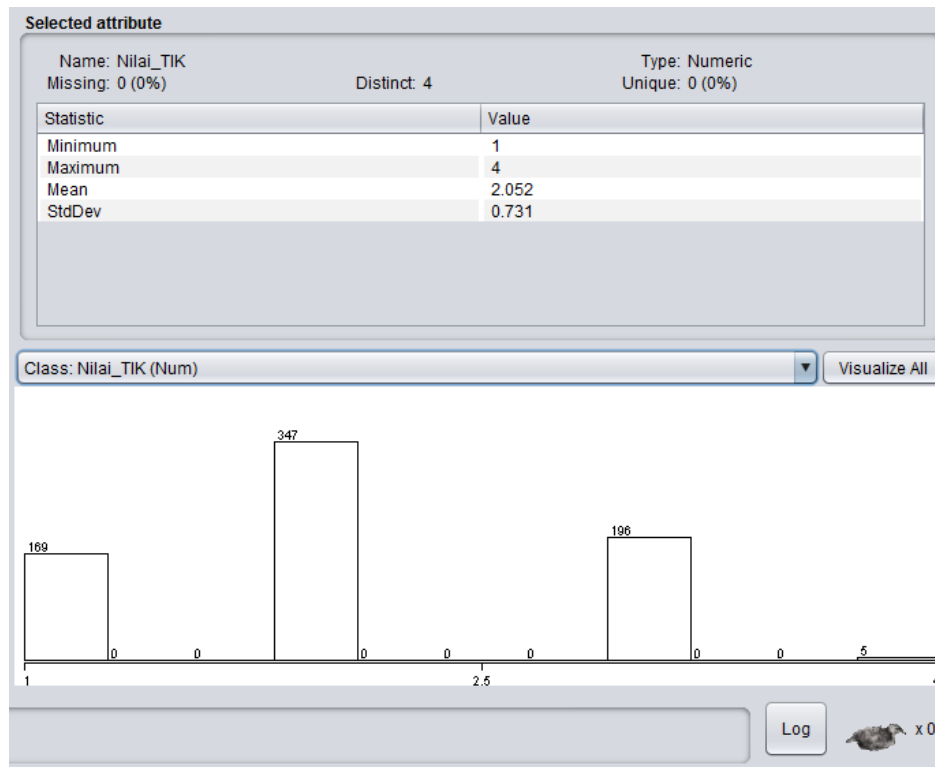 Selected attribute
Name: Nilai_TIK Type: Numeric
Missing: 0 (0%) Distinct: 4 Unique: 0 (0%)
Statistic Value
Minimum 1
Maximum 4
Mean 2.052
StdDev 0.731
Class: Nilai_TIK (Num) Visualize All
347
196
169
0 0 0 0 0 0 0 5
1 2.5
Log x 0